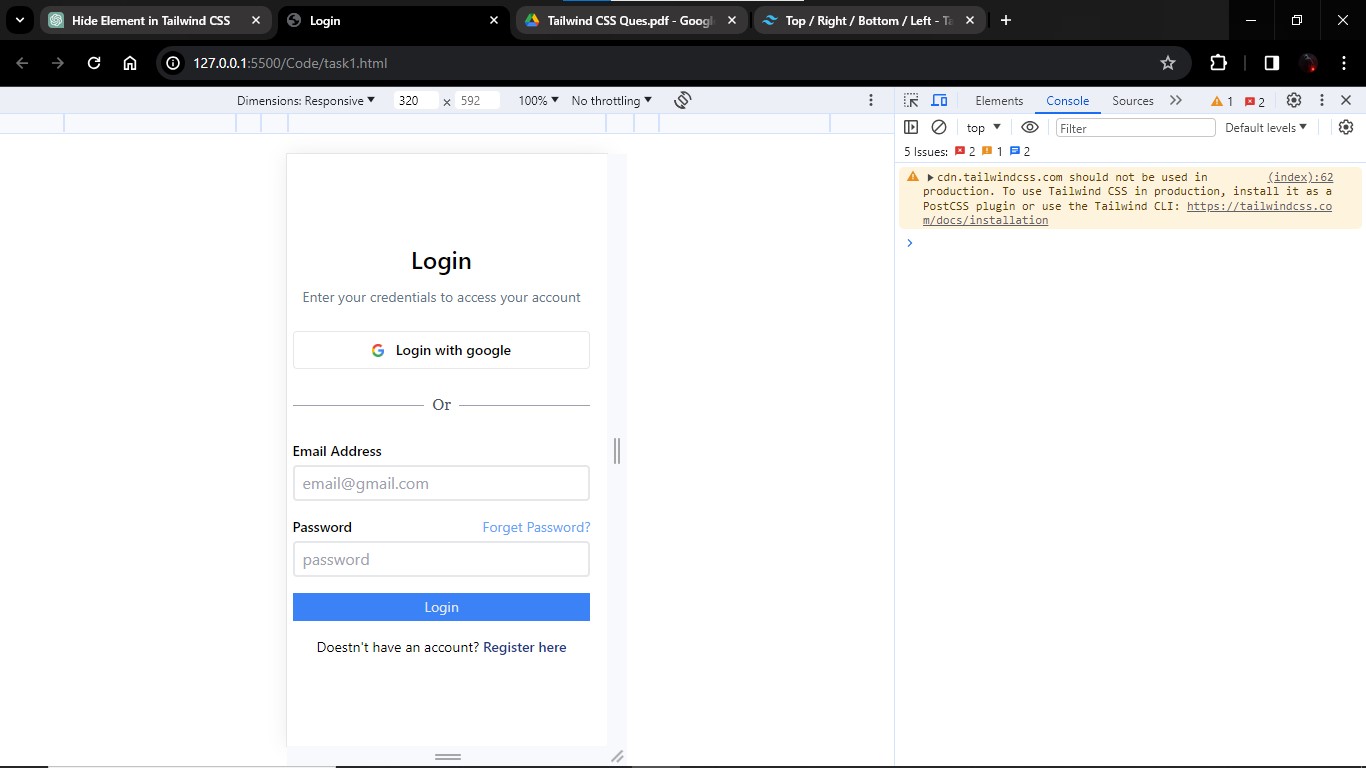 Hide Element in Tailwind CSS
Login
Tailwind CSS Ques.pdf - Googl
Top / Right / Bottom / Left - Ta
127.0.0.1:5500/Code/task1.html
Dimensions: Responsive 320 x 592 100% No throttling
Elements Console Sources 1 2
top Filter Default levels
5 Issues: 2 1 2
cdn.tailwindcss.com should not be used in (index):62
production. To use Tailwind CSS in production, install it as a
PostCSS plugin or use the Tailwind CLI: https://tailwindcss.co
m/docs/installation
Login
Enter your credentials to access your account
Login with google
Or
Email Address
email@gmail.com
Password Forget Password?
password
Login
Doestn't have an account? Register here